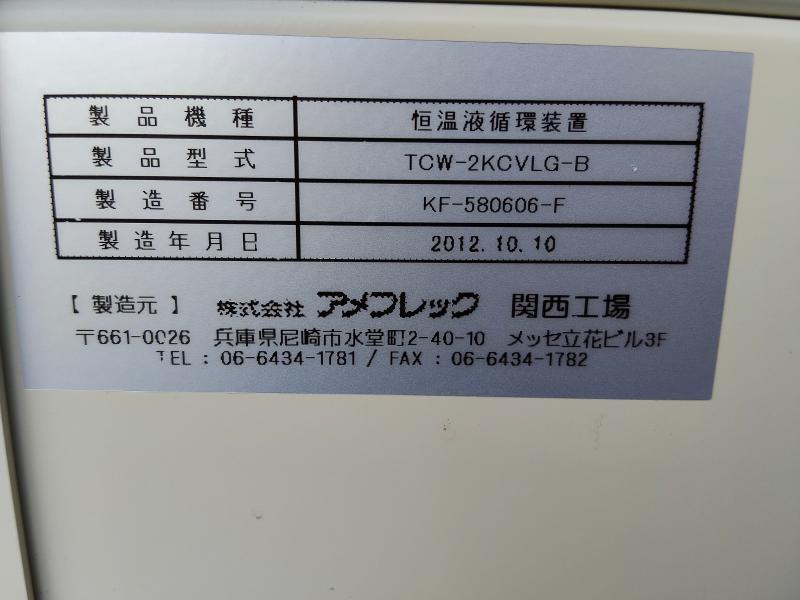 製品機種 恒温液循環装置
製品型式 TCW-2KCVLG-B
製造番号 KF-580606-F
製造年月日 2012.10.10
【 製造元 】 株式会社 アメフレック 関西工場
〒661-0026 兵庫県尼崎市水堂町2-40-10 メッセ立花ビル3F
TEL : 06-6434-1781 / FAX : 06-6434-1782